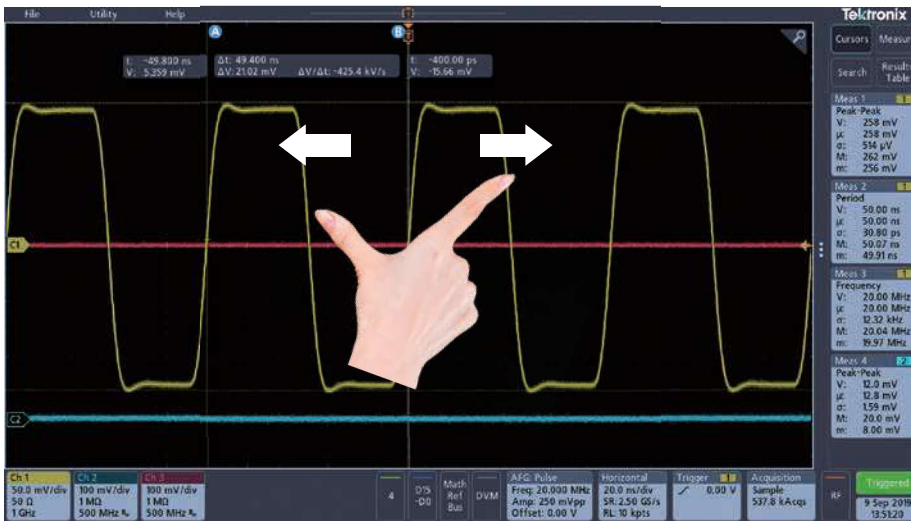 File Utility Help
Tektronix
A
B
t: -49.800 ns
V: 5.359 mV
Δt: 49.400 ns
ΔV: 21.02 mV ΔV/Δt: -425.4 kV/s
t: -400.00 ps
V: -15.66 mV
Cursors Measur
Search Results
Table
Meas 1 1
Peak-Peak
V: 258 mV
µ: 258 mV
σ: 514 µV
M: 262 mV
m: 256 mV
Meas 2 1
Period
V: 50.00 ns
µ: 50.00 ns
σ: 30.80 ps
M: 50.07 ns
m: 49.91 ns
Meas 3 1
Frequency
V: 20.00 MHz
µ: 20.00 MHz
σ: 12.32 kHz
M: 20.04 MHz
m: 19.97 MHz
Meas 4 2
Peak-Peak
V: 12.0 mV
µ: 12.8 mV
σ: 1.59 mV
M: 20.0 mV
m: 8.00 mV
C1
C2
Ch 1
50.0 mV/div
50 Ω
1 GHz
Ch 2
100 mV/div
1 MΩ
500 MHz
Ch 3
100 mV/div
1 MΩ
500 MHz
4
D15
-D0
Math
Ref
Bus
DVM
AFG: Pulse
Freq: 20.000 MHz
Amp: 250 mVpp
Offset: 0.00 V
Horizontal
20.0 ns/div
SR: 2.50 GS/s
RL: 10 kpts
Trigger 1
0.00 V
Acquisition
Sample
537.8 kAcqs
RF
Triggered
9 Sep 2019
13:51:20